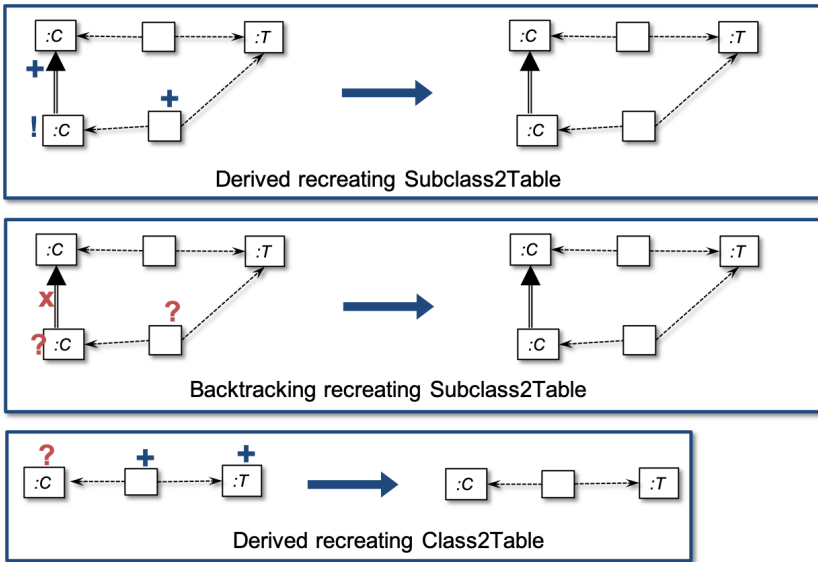 :C :T :C :T
+
+
! :C :C
Derived recreating Subclass2Table
:C :T :C :T
x ?
? :C :C
Backtracking recreating Subclass2Table
? + +
:C :T :C :T
Derived recreating Class2Table